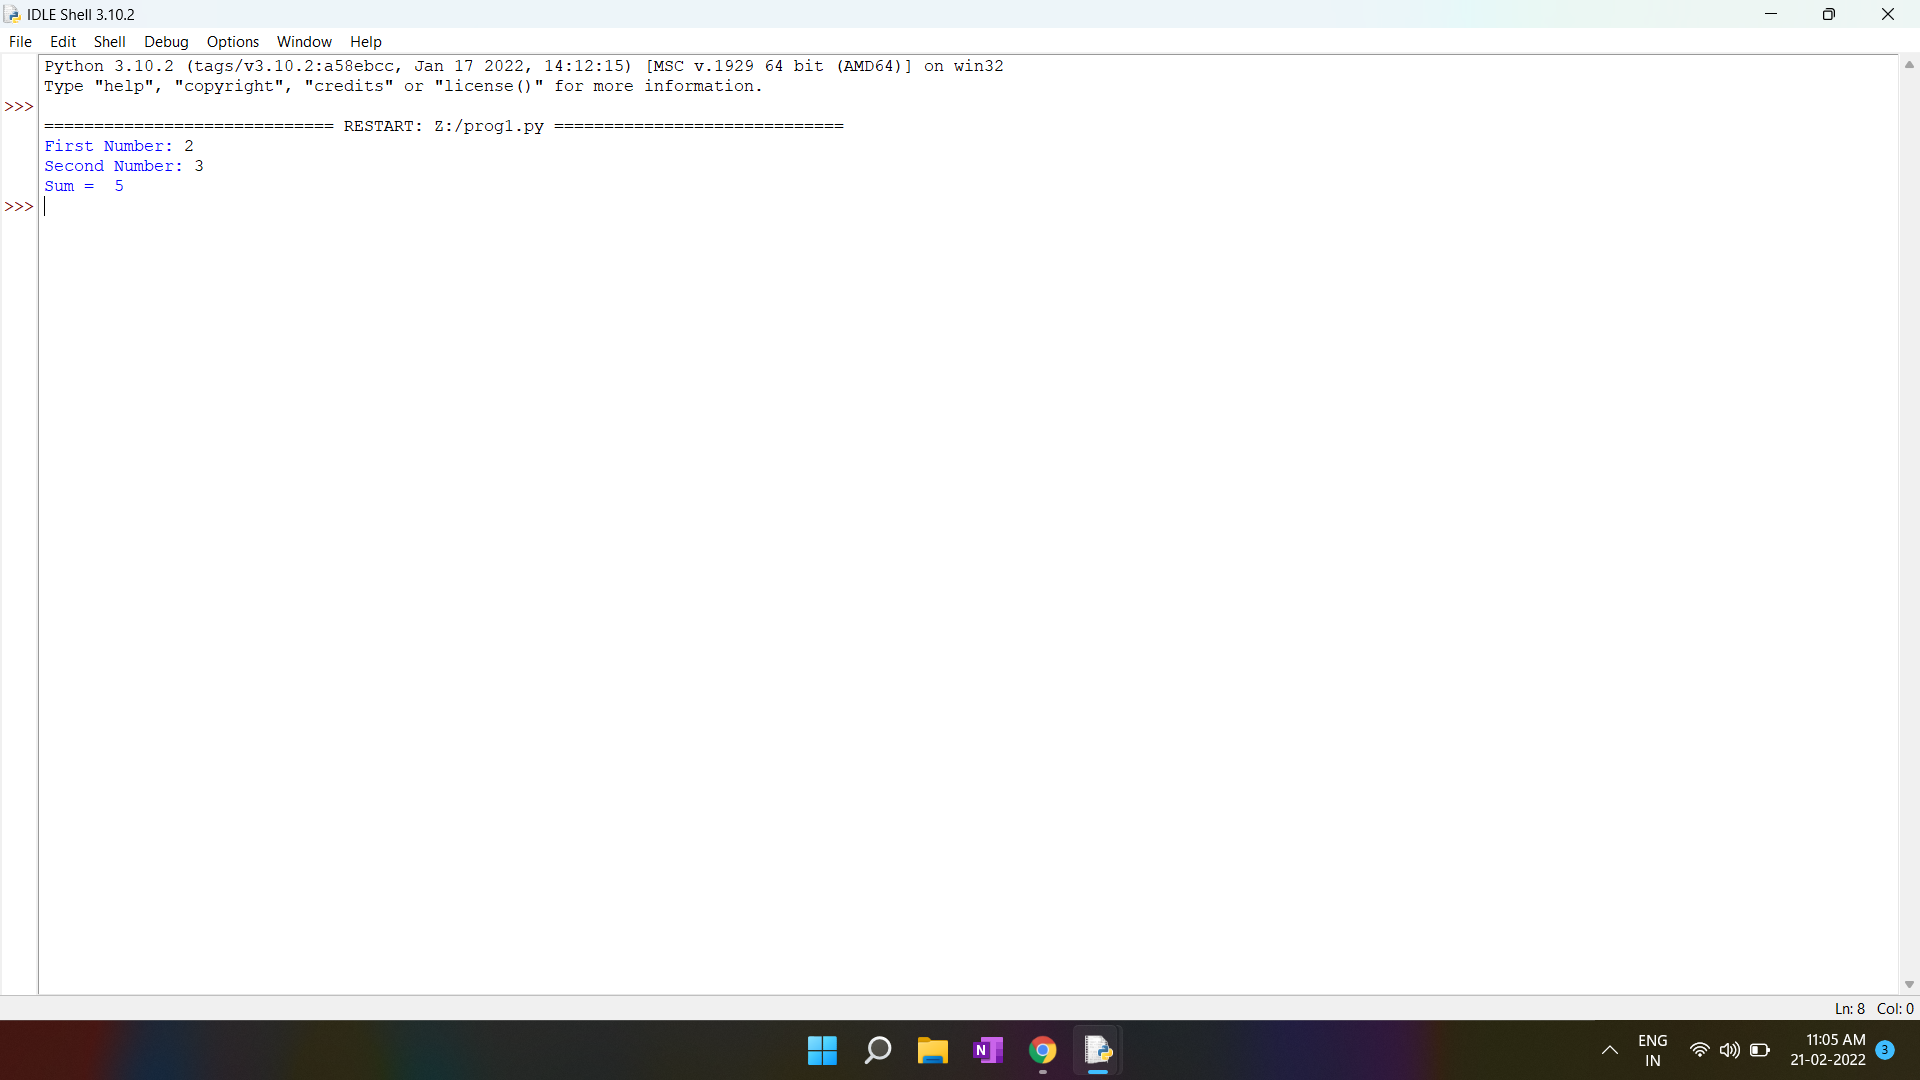 IDLE Shell 3.10.2
File Edit Shell Debug Options Window Help
Python 3.10.2 (tags/v3.10.2:a58ebcc, Jan 17 2022, 14:12:15) [MSC v.1929 64 bit (AMD64)] on win32
Type "help", "copyright", "credits" or "license()" for more information.
>>>
============================= RESTART: Z:/prog1.py =============================
First Number: 2
Second Number: 3
Sum =  5
>>>
Ln: 8 Col: 0
N
ENG
IN
11:05 AM
21-02-2022
3